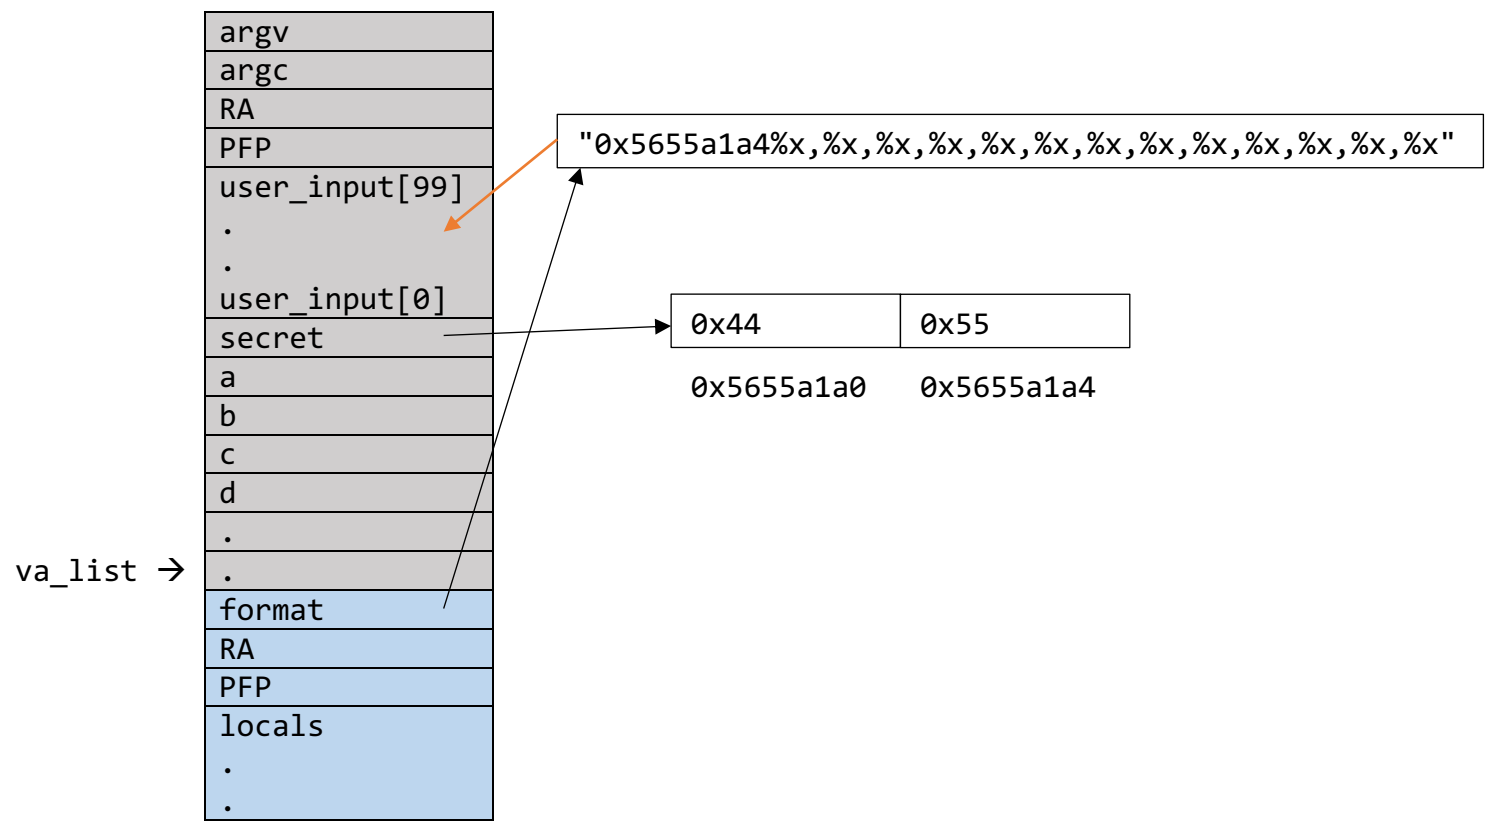 argv
argc
RA
PFP
"0x5655a1a4%x,%x,%x,%x,%x,%x,%x,%x,%x,%x,%x,%x,%x"
user_input[99]
.
.
user_input[0]
secret
0x44 0x55
a
0x5655a1a0 0x5655a1a4
b
c
d
.
va_list →
.
format
RA
PFP
locals
.
.